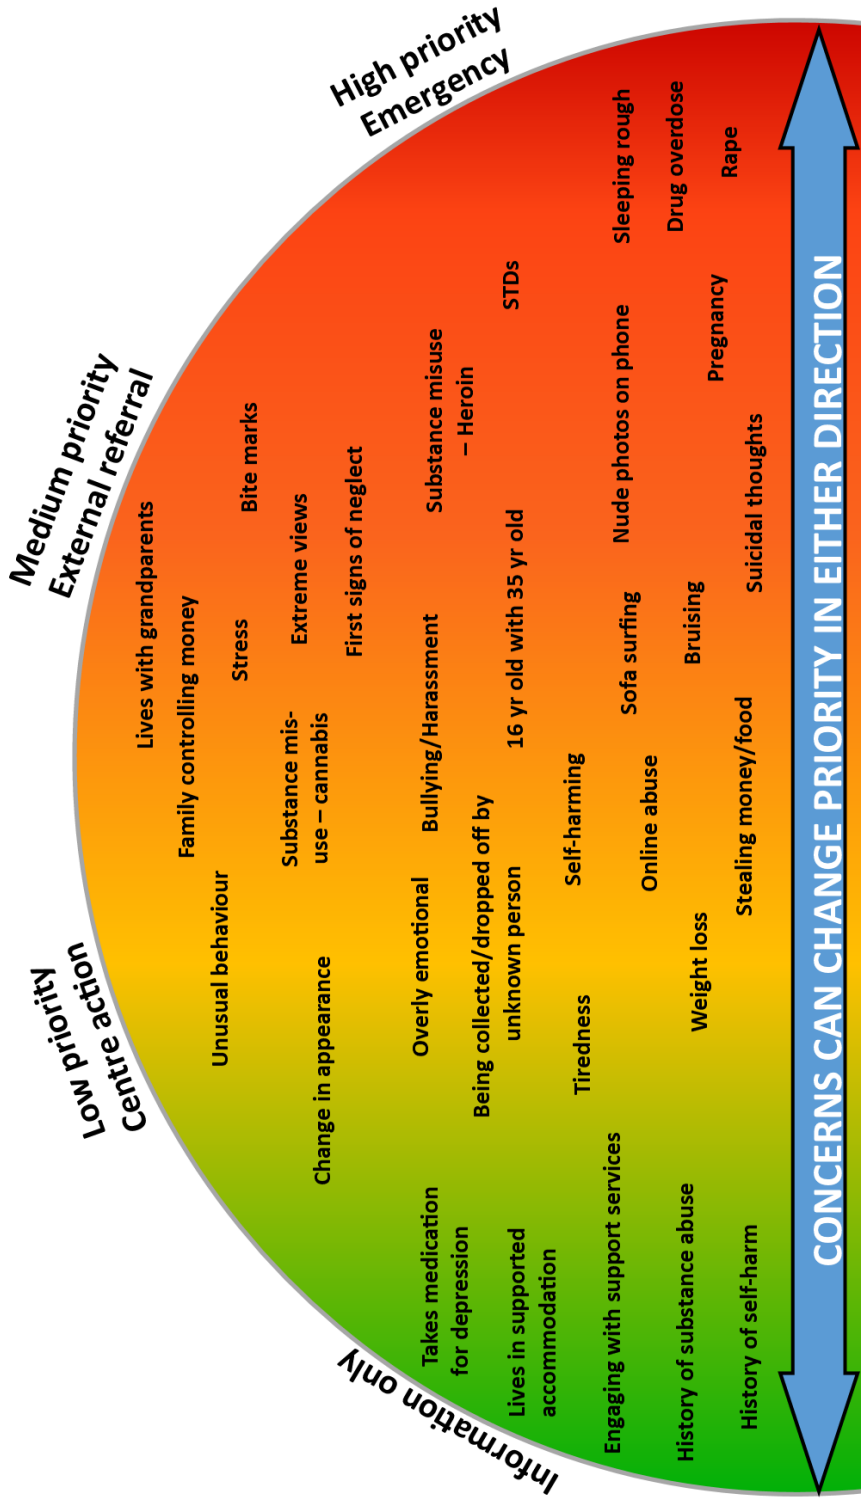 Information only
Low priority
Centre action
Medium priority
External referral
High priority
Emergency
Lives with grandparents
Family controlling money
Unusual behaviour
Stress
Bite marks
Substance mis-
use – cannabis
Extreme views
Change in appearance
First signs of neglect
Takes medication
for depression
Overly emotional
Bullying/Harassment
Substance misuse
– Heroin
Being collected/dropped off by
unknown person
Lives in supported
accommodation
16 yr old with 35 yr old
STDs
Tiredness
Self-harming
Engaging with support services
Sofa surfing
Nude photos on phone
Sleeping rough
Online abuse
History of substance abuse
Weight loss
Bruising
Pregnancy
Drug overdose
History of self-harm
Stealing money/food
Suicidal thoughts
Rape
CONCERNS CAN CHANGE PRIORITY IN EITHER DIRECTION